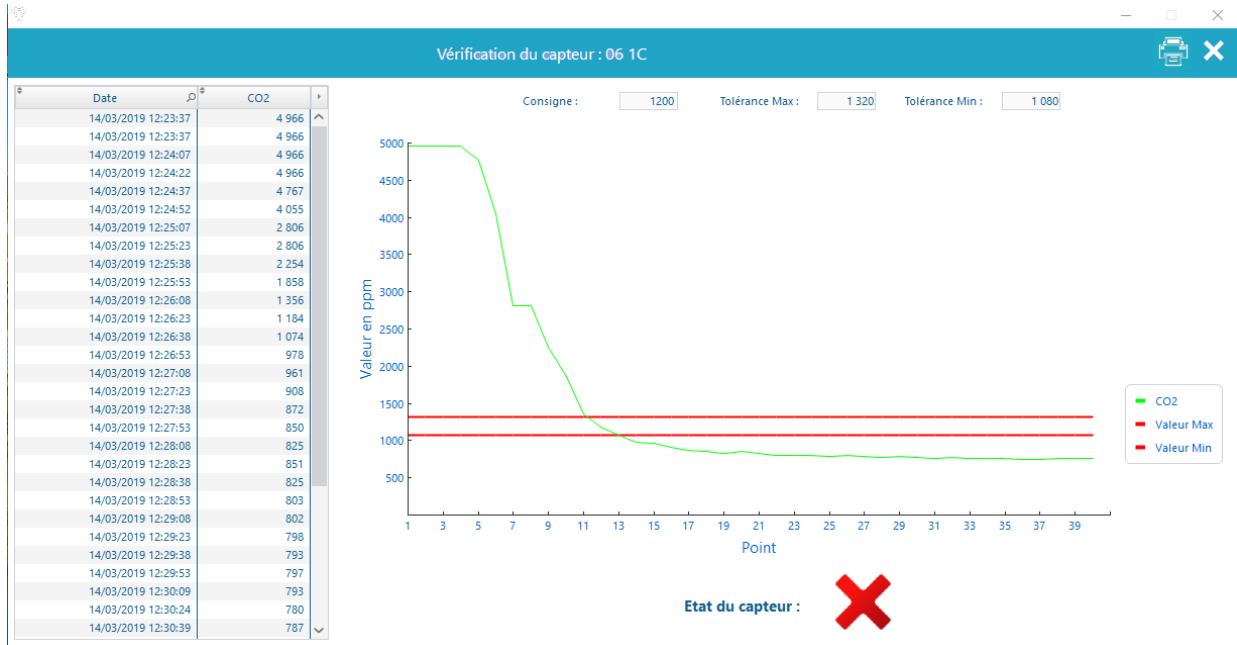 Vérification du capteur : 06 1C
Date CO2
14/03/2019 12:23:37 4 966
14/03/2019 12:23:37 4 966
14/03/2019 12:24:07 4 966
14/03/2019 12:24:22 4 966
14/03/2019 12:24:37 4 767
14/03/2019 12:24:52 4 055
14/03/2019 12:25:07 2 806
14/03/2019 12:25:23 2 806
14/03/2019 12:25:38 2 254
14/03/2019 12:25:53 1 858
14/03/2019 12:26:08 1 356
14/03/2019 12:26:23 1 184
14/03/2019 12:26:38 1 074
14/03/2019 12:26:53 978
14/03/2019 12:27:08 961
14/03/2019 12:27:23 908
14/03/2019 12:27:38 872
14/03/2019 12:27:53 850
14/03/2019 12:28:08 825
14/03/2019 12:28:23 851
14/03/2019 12:28:38 825
14/03/2019 12:28:53 803
14/03/2019 12:29:08 802
14/03/2019 12:29:23 798
14/03/2019 12:29:38 793
14/03/2019 12:29:53 797
14/03/2019 12:30:09 793
14/03/2019 12:30:24 780
14/03/2019 12:30:39 787
Consigne : 1200 Tolérance Max : 1 320 Tolérance Min : 1 080
Valeur en ppm
5000
4500
4000
3500
3000
2500
2000
1500
1000
500
1 3 5 7 9 11 13 15 17 19 21 23 25 27 29 31 33 35 37 39
Point
CO2
Valeur Max
Valeur Min
Etat du capteur :